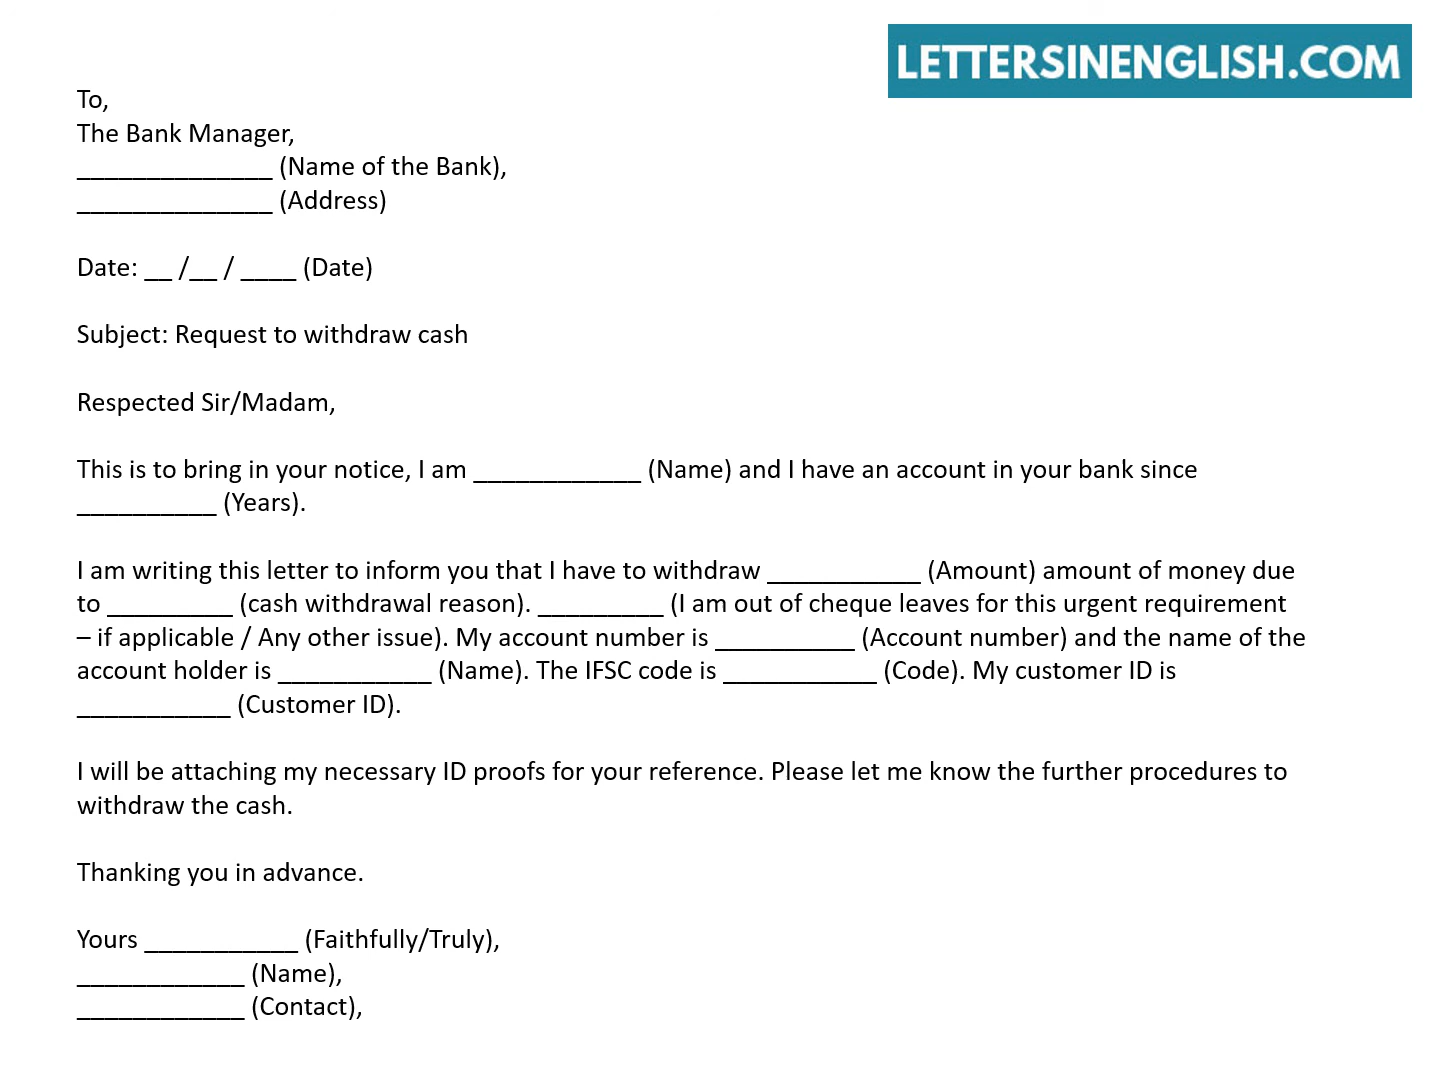 LETTERSINENGLISH.COM
To,
The Bank Manager,
______________ (Name of the Bank),
______________ (Address)
Date: __ /__ / ____ (Date)
Subject: Request to withdraw cash
Respected Sir/Madam,
This is to bring in your notice, I am ____________ (Name) and I have an account in your bank since
__________ (Years).
I am writing this letter to inform you that I have to withdraw ___________ (Amount) amount of money due
to _________ (cash withdrawal reason). _________ (I am out of cheque leaves for this urgent requirement
– if applicable / Any other issue). My account number is __________ (Account number) and the name of the
account holder is ___________ (Name). The IFSC code is ___________ (Code). My customer ID is
___________ (Customer ID).
I will be attaching my necessary ID proofs for your reference. Please let me know the further procedures to
withdraw the cash.
Thanking you in advance.
Yours ___________ (Faithfully/Truly),
____________ (Name),
____________ (Contact),